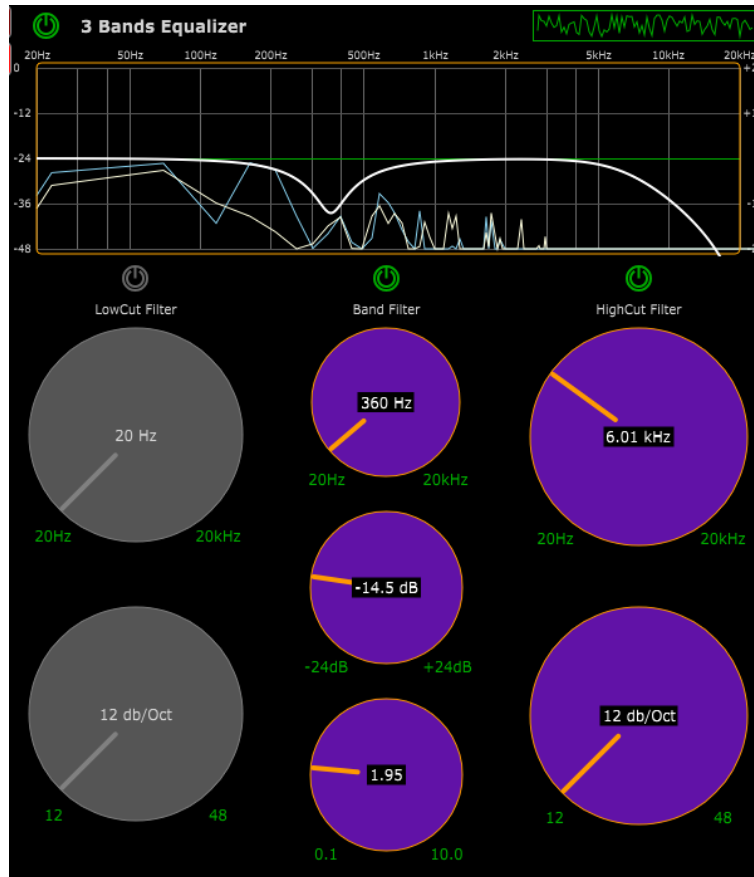 3 Bands Equalizer
20Hz 50Hz 100Hz 200Hz 500Hz 1kHz 2kHz 5kHz 10kHz 20kHz
0
-12
-24
-36
-48
LowCut Filter Band Filter HighCut Filter
360 Hz
20 Hz 6.01 kHz
20Hz 20kHz
20Hz 20kHz 20Hz 20kHz
-14.5 dB
-24dB +24dB
12 db/Oct 12 db/Oct
1.95
12 48 12 48
0.1 10.0